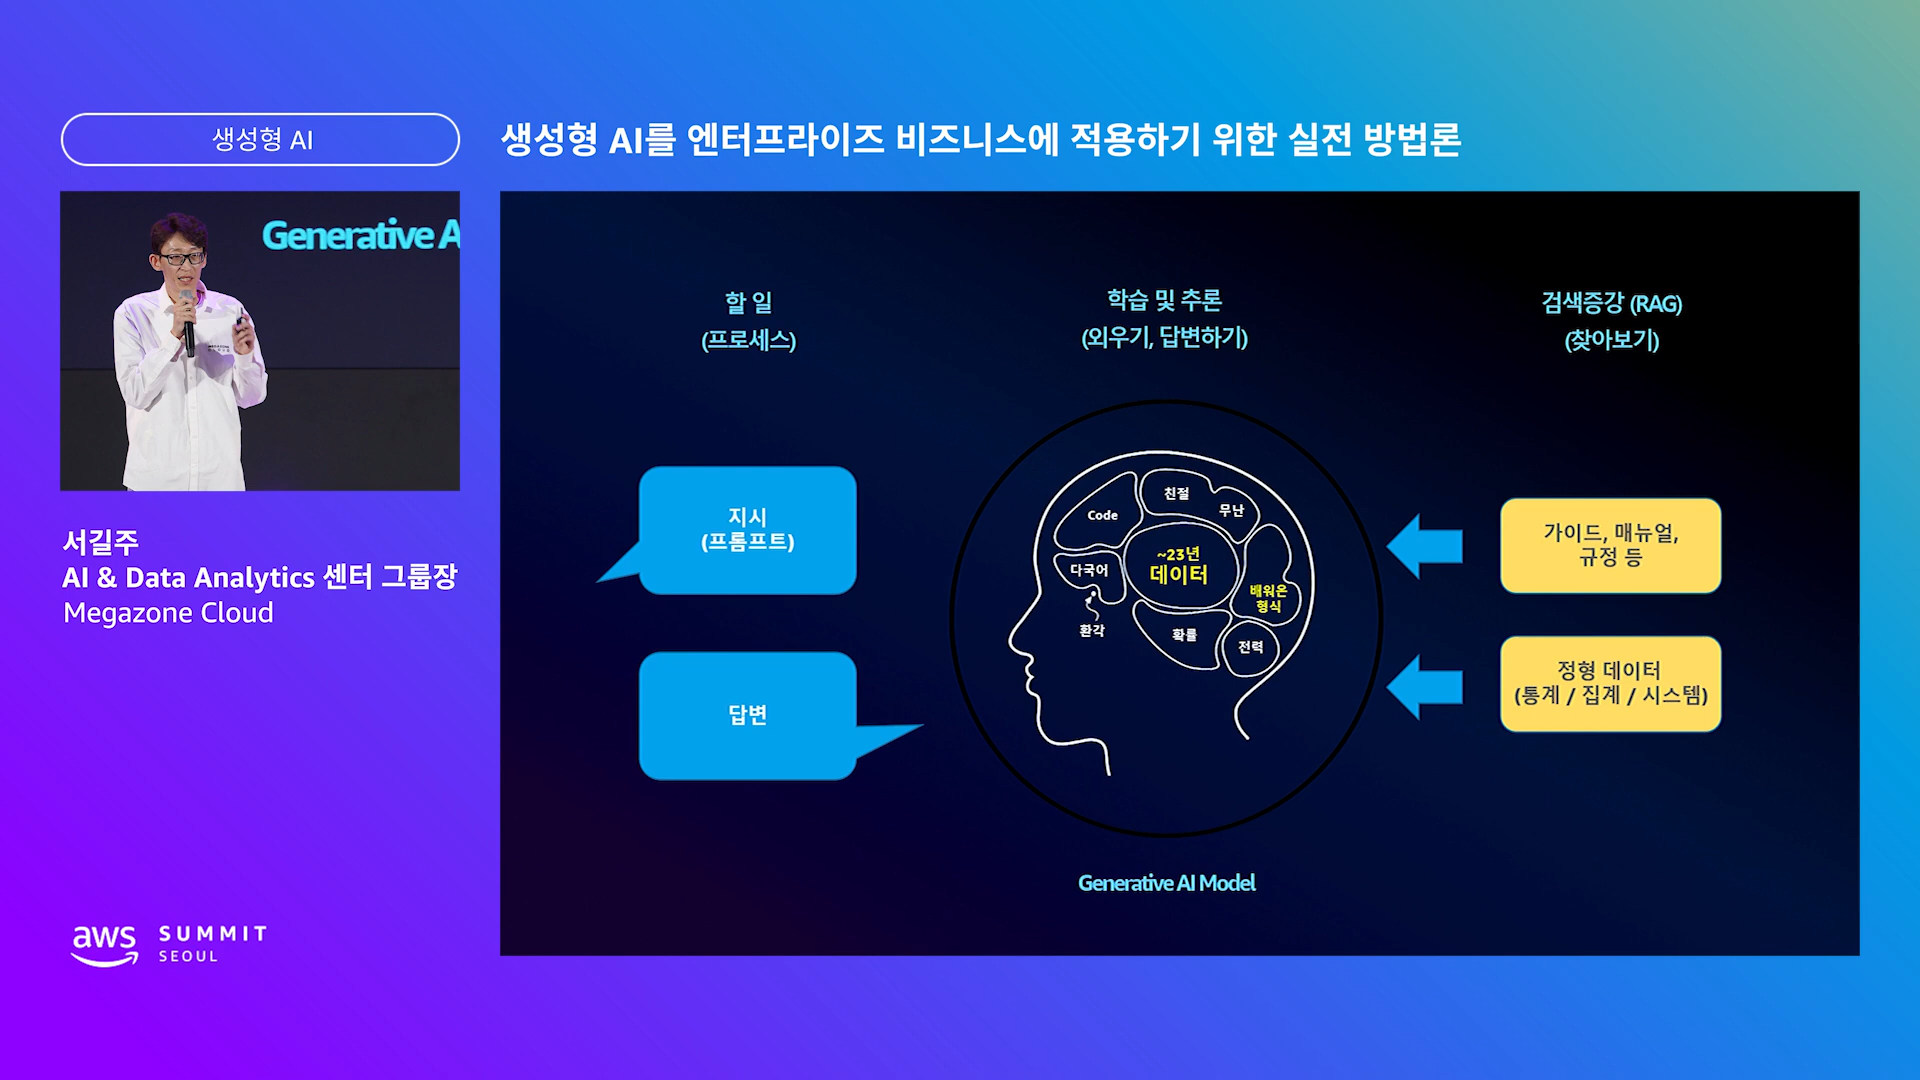 생성형 AI
생성형 AI를 엔터프라이즈 비즈니스에 적용하기 위한 실전 방법론
Generative A
서길주
AI & Data Analytics 센터 그룹장
Megazone Cloud
aws SUMMIT
SEOUL
할 일
(프로세스)
지시
(프롬프트)
답변
학습 및 추론
(외우기, 답변하기)
Code
친절
무난
~23년
데이터
다국어
배워온
형식
환각
확률
전력
Generative AI Model
검색증강 (RAG)
(찾아보기)
가이드, 매뉴얼,
규정 등
정형 데이터
(통계 / 집계 / 시스템)